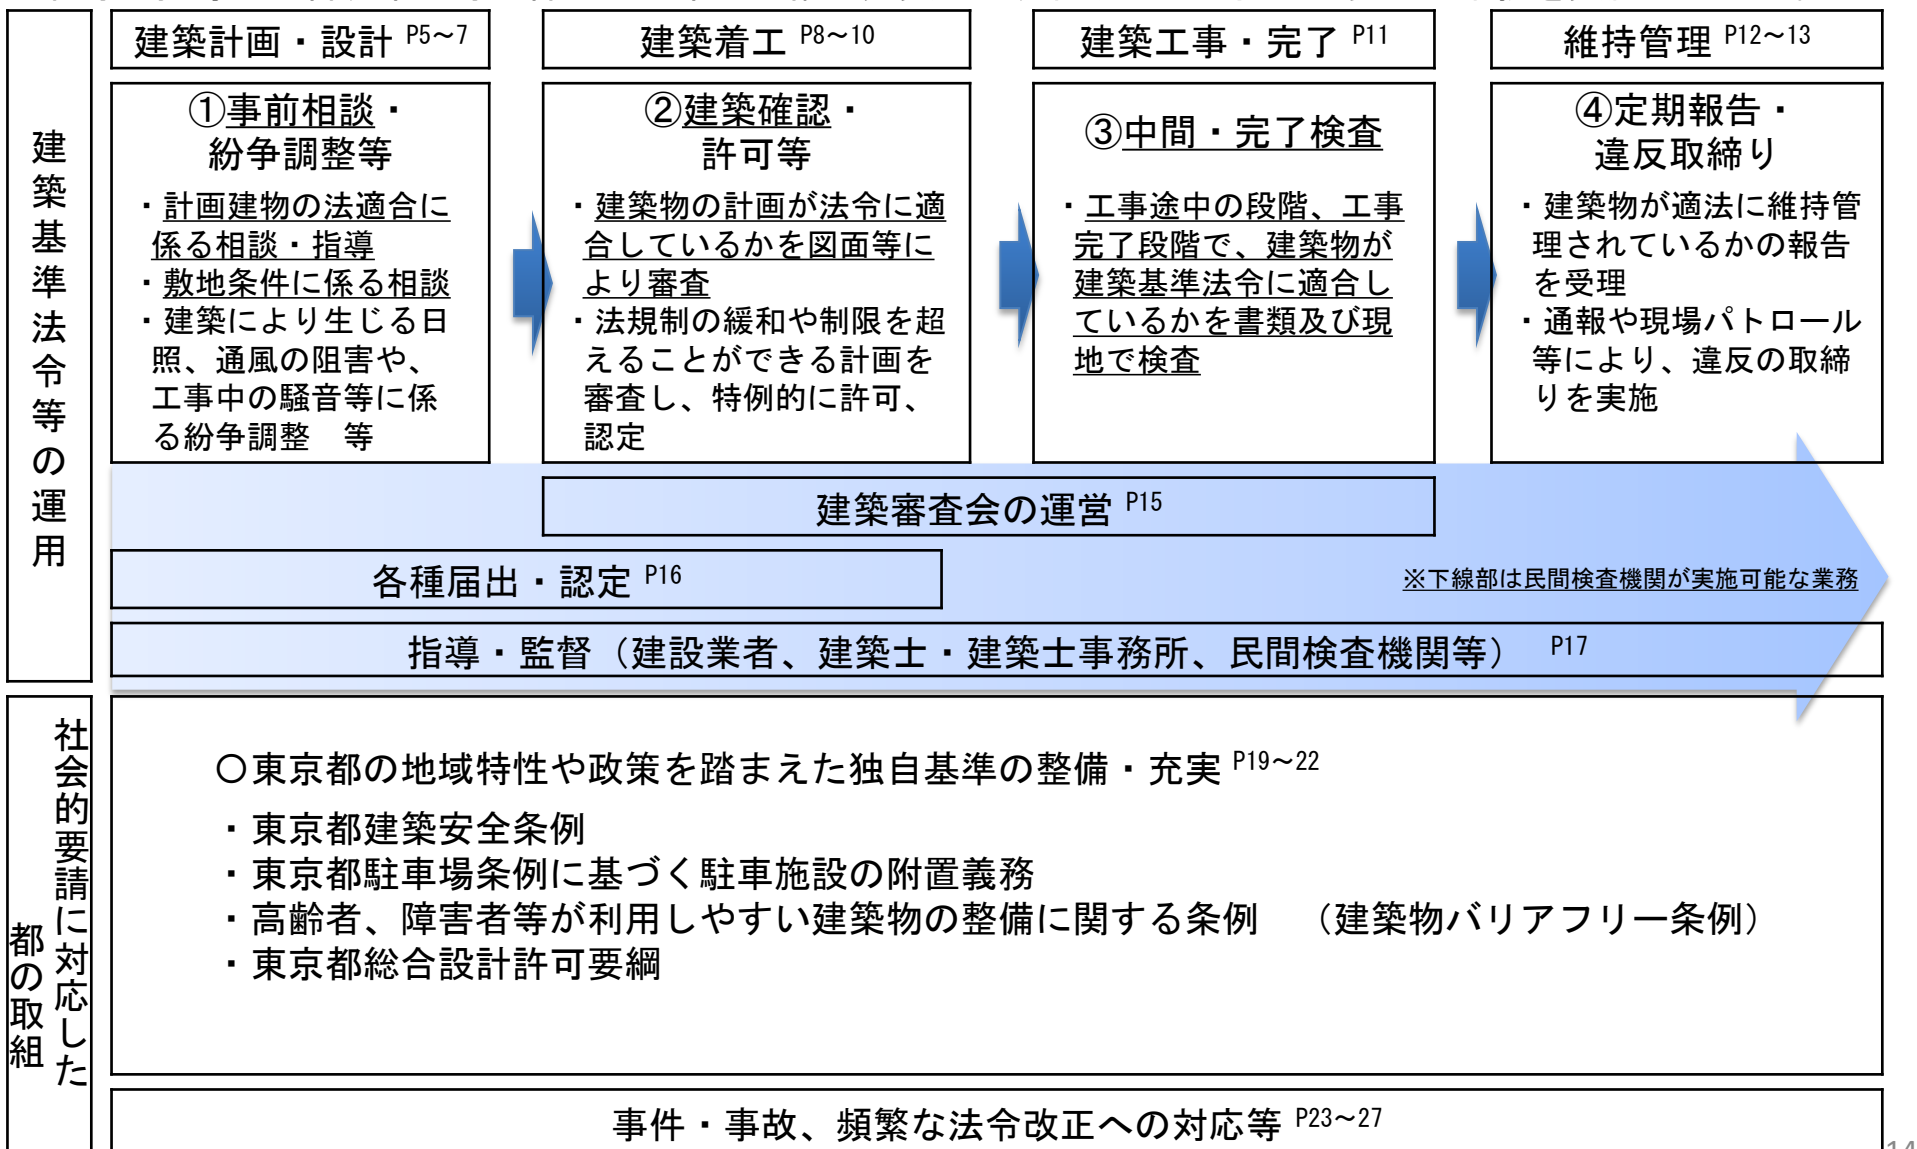 建築計画・設計 P5～7
建築着工 P8～10
建築工事・完了 P11
維持管理 P12～13
建築基準法令等の運用
①事前相談・
紛争調整等
・計画建物の法適合に
係る相談・指導
・敷地条件に係る相談
・建築により生じる日
照、通風の阻害や、
工事中の騒音等に係
る紛争調整　等
②建築確認・
許可等
・建築物の計画が法令に適
合しているかを図面等に
より審査
・法規制の緩和や制限を超
えることができる計画を
審査し、特例的に許可、
認定
③中間・完了検査
・工事途中の段階、工事
完了段階で、建築物が
建築基準法令に適合し
ているかを書類及び現
地で検査
④定期報告・
違反取締り
・建築物が適法に維持管
理されているかの報告
を受理
・通報や現場パトロール
等により、違反の取締
りを実施
建築審査会の運営 P15
各種届出・認定 P16
※下線部は民間検査機関が実施可能な業務
指導・監督（建設業者、建築士・建築士事務所、民間検査機関等） P17
社会的要請に対応した
都の取組
〇東京都の地域特性や政策を踏まえた独自基準の整備・充実 P19～22
・東京都建築安全条例
・東京都駐車場条例に基づく駐車施設の附置義務
・高齢者、障害者等が利用しやすい建築物の整備に関する条例　（建築物バリアフリー条例）
・東京都総合設計許可要綱
事件・事故、頻繁な法令改正への対応等 P23～27